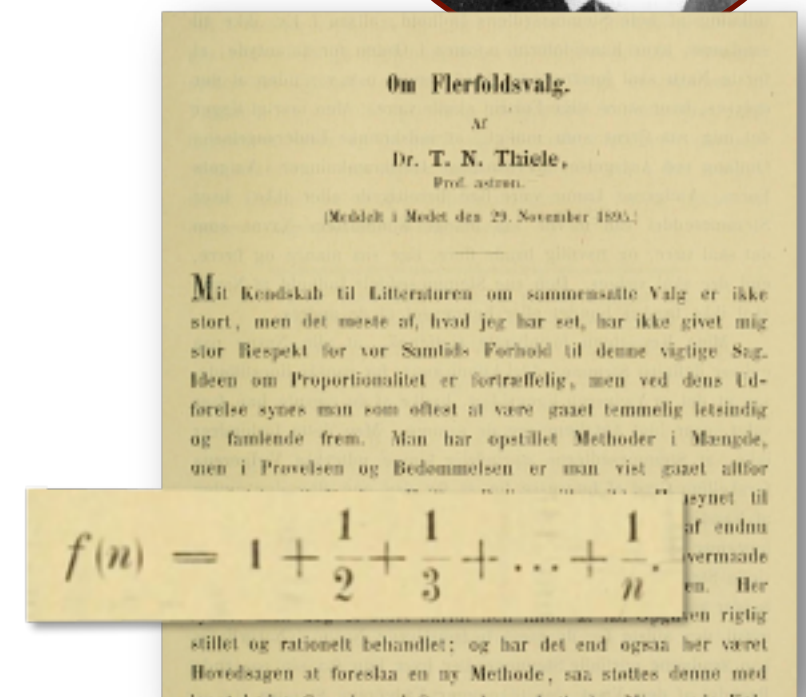 Om Flerfoldsvalg.
Af
Dr. T. N. Thiele,
Prof. astron.
(Meddelt i Mødet den 29. November 1895.)
Mit Kendskab til Litteraturen om sammensatte Valg er ikke
stort, men det meste af, hvad jeg har set, har ikke givet mig
stor Respekt for vor Samtids Forhold til denne vigtige Sag.
Ideen om Proportionalitet er fortræffelig, men ved dens Ud-
førelse synes man som oftest at være gaaet temmelig letsindig
og famlende frem. Man har opstillet Methoder i Mængde,
men i Prøvelsen og Bedømmelsen er man vist gaaet altfor
til
af endnu
f(n) = 1 + 1/2 + 1/3 + ... + 1/n.
Her
rigtig
stillet og rationelt behandlet; og har det end ogsaa her været
Hovedsagen at foreslaa en ny Methode, saa støttes denne med